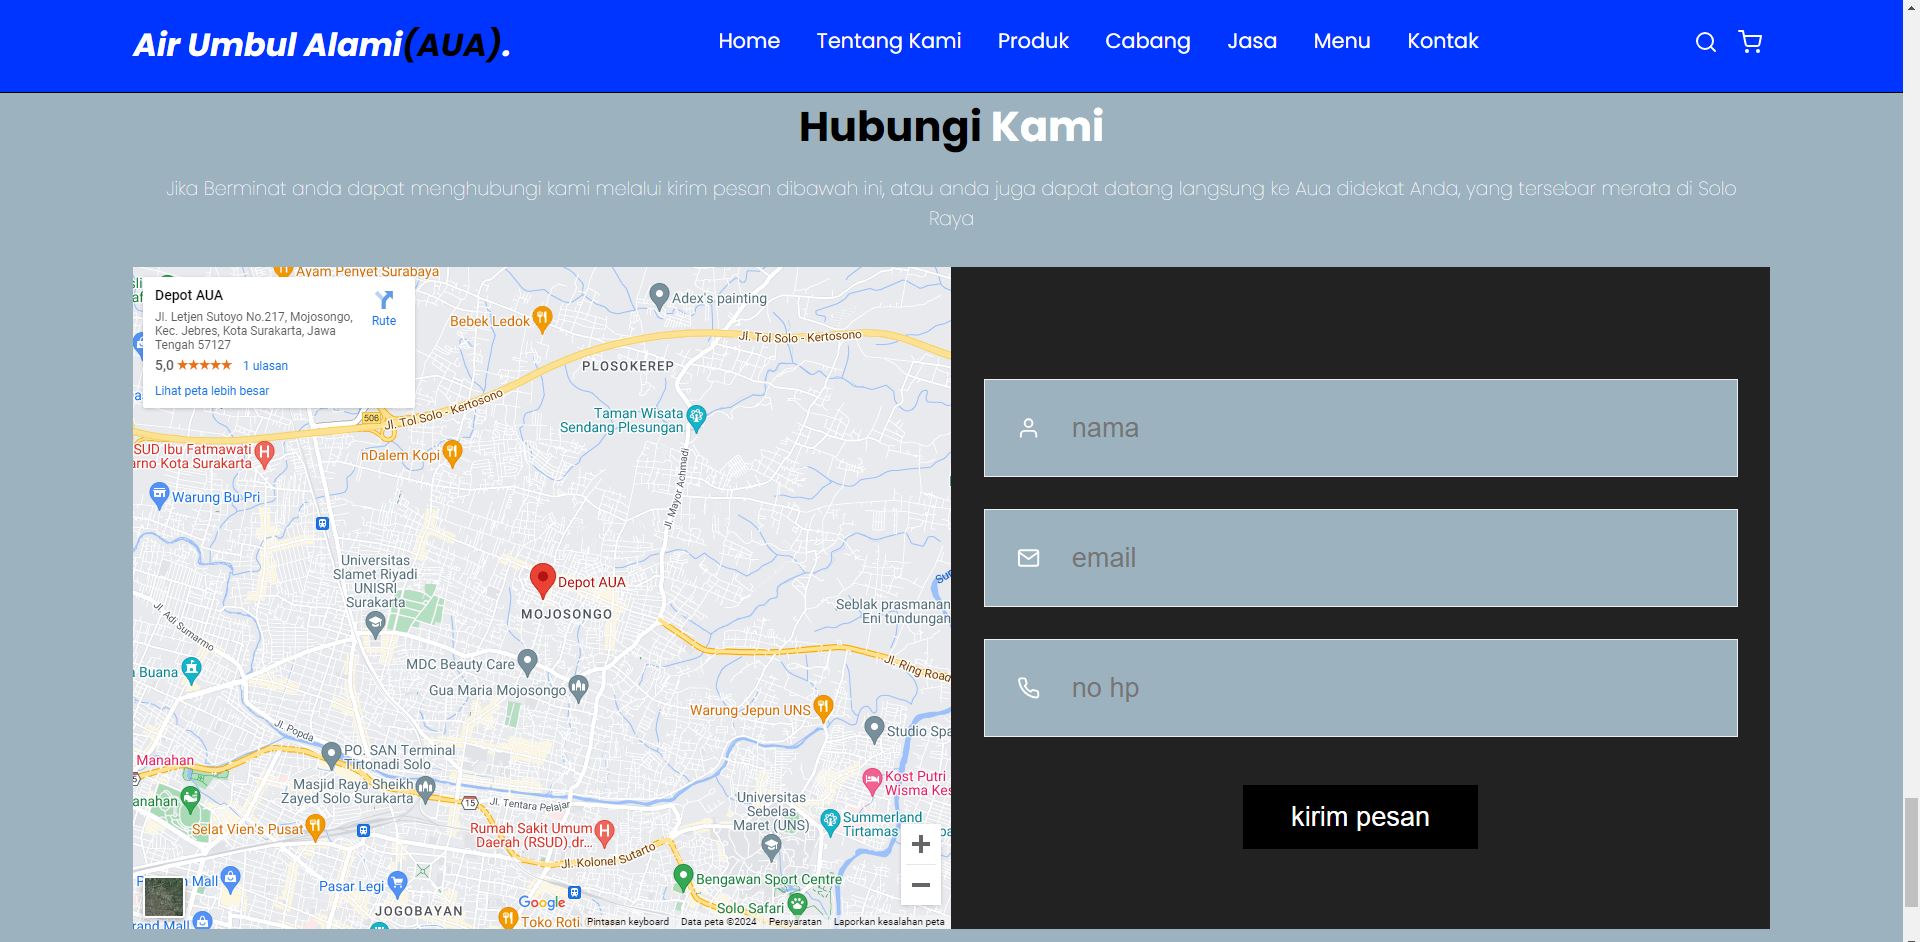 Air Umbul Alami(AUA).
Home Tentang Kami Produk Cabang Jasa Menu Kontak
Hubungi Kami
Jika Berminat anda dapat menghubungi kami melalui kirim pesan dibawah ini, atau anda juga dapat datang langsung ke Aua didekat Anda, yang tersebar merata di Solo
Raya
Ayam Penyet Surabaya
Depot AUA
Jl. Letjen Sutoyo No.217, Mojosongo,
Kec. Jebres, Kota Surakarta, Jawa
Tengah 57127
Rute
5,0 ★★★★★ 1 ulasan
Lihat peta lebih besar
Adex's painting
Bebek Ledok
Jl. Tol Solo - Kertosono
PLOSOKEREP
Jl. Tol Solo - Kertosono
506
Taman Wisata
Sendang Plesungan
SUD Ibu Fatmawati
arno Kota Surakarta
nDalem Kopi
Jl. Mayor Achmadi
Warung Bu Pri
Universitas
Slamet Riyadi
UNISRI
Surakarta
Depot AUA
MOJOSONGO
Seblak prasmanan
Eni tundungan
Jl. Adi Sumarmo
Buana
MDC Beauty Care
Gua Maria Mojosongo
Jl. Ring Road
Warung Jepun UNS
Studio Spa
Jl. Popda
PO. SAN Terminal
Tirtonadi Solo
Manahan
Masjid Raya Sheikh
Zayed Solo Surakarta
15
Jl. Tentara Pelajar
Kost Putri
Wisma Kes
anahan
Universitas
Sebelas
Maret (UNS)
Summerland
Tirtamas
Selat Vien's Pusat
Rumah Sakit Umum
Daerah (RSUD) dr...
Jl. Kolonel Sutarto
Mall
Pasar Legi
Bengawan Sport Centre
JOGOBAYAN
Google
Solo Safari
rand Mall
Toko Roti
Pintasan keyboard Data peta ©2024 Persyaratan Laporkan kesalahan peta
nama
email
no hp
kirim pesan